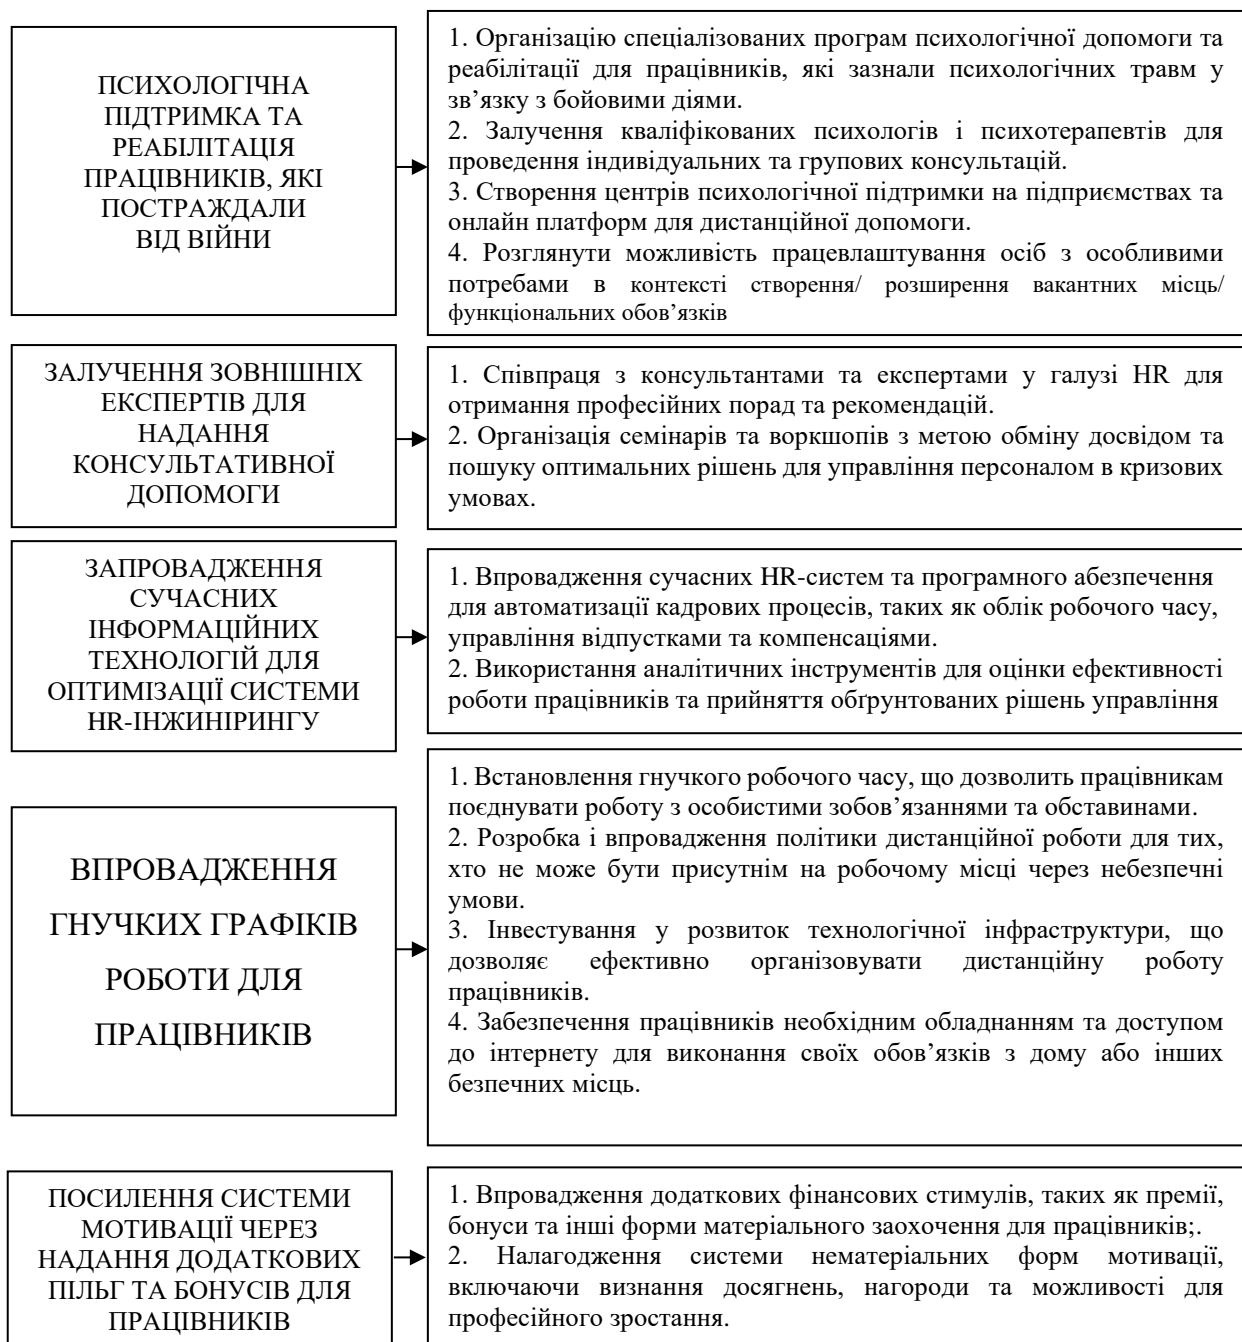 ПСИХОЛОГІЧНА
ПІДТРИМКА ТА
РЕАБІЛІТАЦІЯ
ПРАЦІВНИКІВ, ЯКІ
ПОСТРАЖДАЛИ
ВІД ВІЙНИ
1. Організацію спеціалізованих програм психологічної допомоги та
реабілітації для працівників, які зазнали психологічних травм у
зв’язку з бойовими діями.
2. Залучення кваліфікованих психологів і психотерапевтів для
проведення індивідуальних та групових консультацій.
3. Створення центрів психологічної підтримки на підприємствах та
онлайн платформ для дистанційної допомоги.
4. Розглянути можливість працевлаштування осіб з особливими
потребами в контексті створення/ розширення вакантних місць/
функціональних обов’язків
ЗАЛУЧЕННЯ ЗОВНІШНІХ
ЕКСПЕРТІВ ДЛЯ
НАДАННЯ
КОНСУЛЬТАТИВНОЇ
ДОПОМОГИ
1. Співпраця з консультантами та експертами у галузі HR для
отримання професійних порад та рекомендацій.
2. Організація семінарів та воркшопів з метою обміну досвідом та
пошуку оптимальних рішень для управління персоналом в кризових
умовах.
ЗАПРОВАДЖЕННЯ
СУЧАСНИХ
ІНФОРМАЦІЙНИХ
ТЕХНОЛОГІЙ ДЛЯ
ОПТИМІЗАЦІЇ СИСТЕМИ
HR-ІНЖИНІРИНГУ
1. Впровадження сучасних HR-систем та програмного абезпечення
для автоматизації кадрових процесів, таких як облік робочого часу,
управління відпустками та компенсаціями.
2. Використання аналітичних інструментів для оцінки ефективності
роботи працівників та прийняття обґрунтованих рішень управління
ВПРОВАДЖЕННЯ
ГНУЧКИХ ГРАФІКІВ
РОБОТИ ДЛЯ
ПРАЦІВНИКІВ
1. Встановлення гнучкого робочого часу, що дозволить працівникам
поєднувати роботу з особистими зобов’язаннями та обставинами.
2. Розробка і впровадження політики дистанційної роботи для тих,
хто не може бути присутнім на робочому місці через небезпечні
умови.
3. Інвестування у розвиток технологічної інфраструктури, що
дозволяє ефективно організовувати дистанційну роботу
працівників.
4. Забезпечення працівників необхідним обладнанням та доступом
до інтернету для виконання своїх обов’язків з дому або інших
безпечних місць.
ПОСИЛЕННЯ СИСТЕМИ
МОТИВАЦІЇ ЧЕРЕЗ
НАДАННЯ ДОДАТКОВИХ
ПІЛЬГ ТА БОНУСІВ ДЛЯ
ПРАЦІВНИКІВ
1. Впровадження додаткових фінансових стимулів, таких як премії,
бонуси та інші форми матеріального заохочення для працівників;.
2. Налагодження системи нематеріальних форм мотивації,
включаючи визнання досягнень, нагороди та можливості для
професійного зростання.